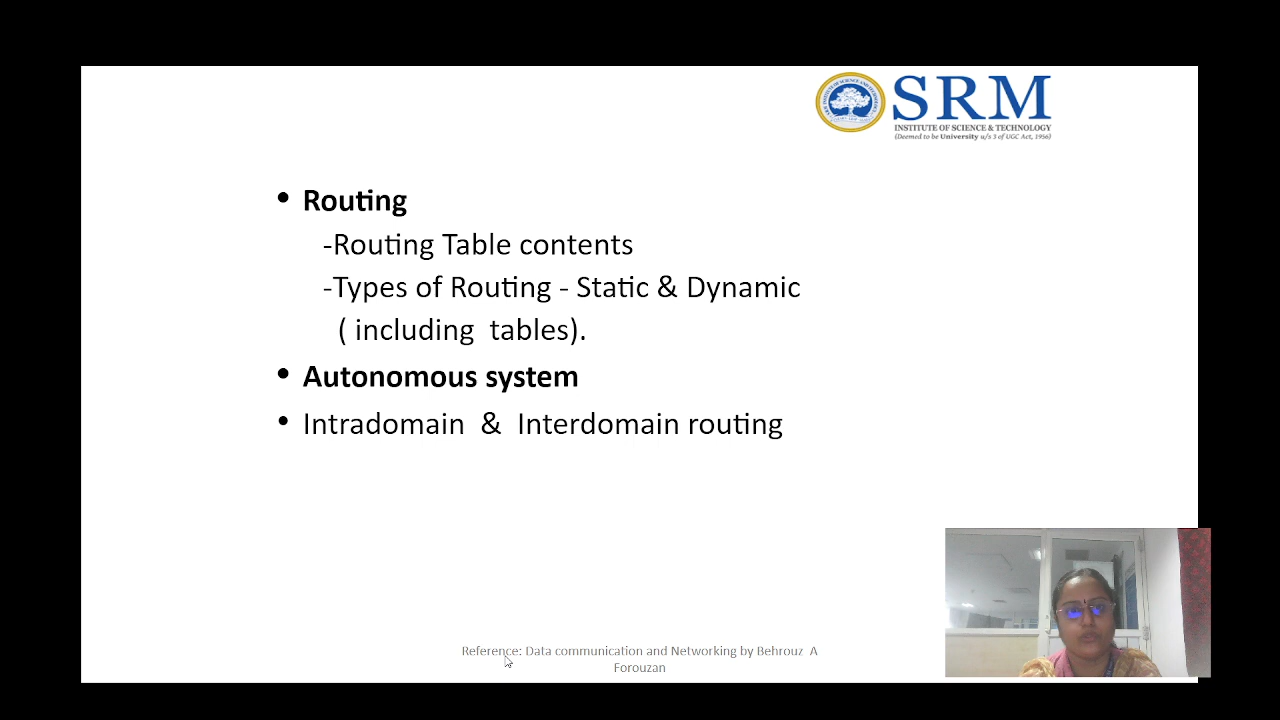 SRM
INSTITUTE OF SCIENCE & TECHNOLOGY
(Deemed to be University u/s 3 of UGC Act, 1956)
• Routing
-Routing Table contents
-Types of Routing - Static & Dynamic
( including tables).
• Autonomous system
• Intradomain & Interdomain routing
Reference: Data communication and Networking by Behrouz A
Forouzan